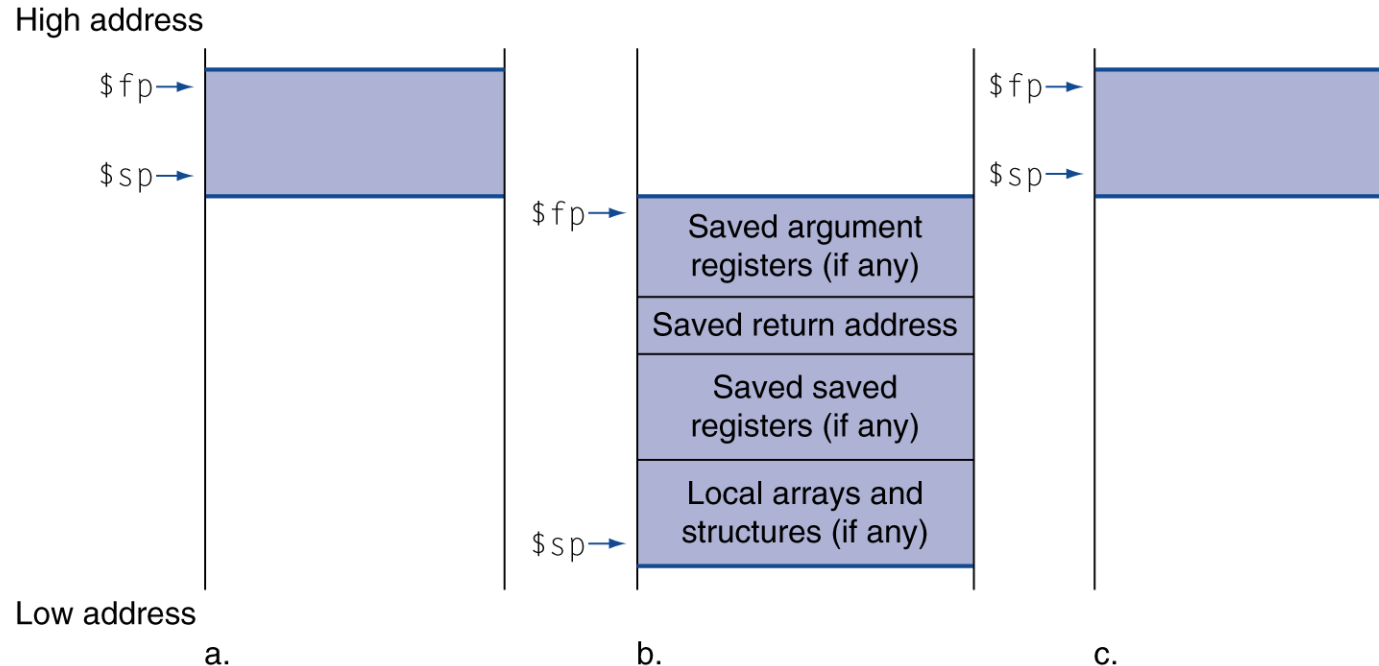 High address
$fp
$sp
$fp
Saved argument
registers (if any)
Saved return address
Saved saved
registers (if any)
Local arrays and
structures (if any)
$sp
$fp
$sp
Low address
a.
b.
c.